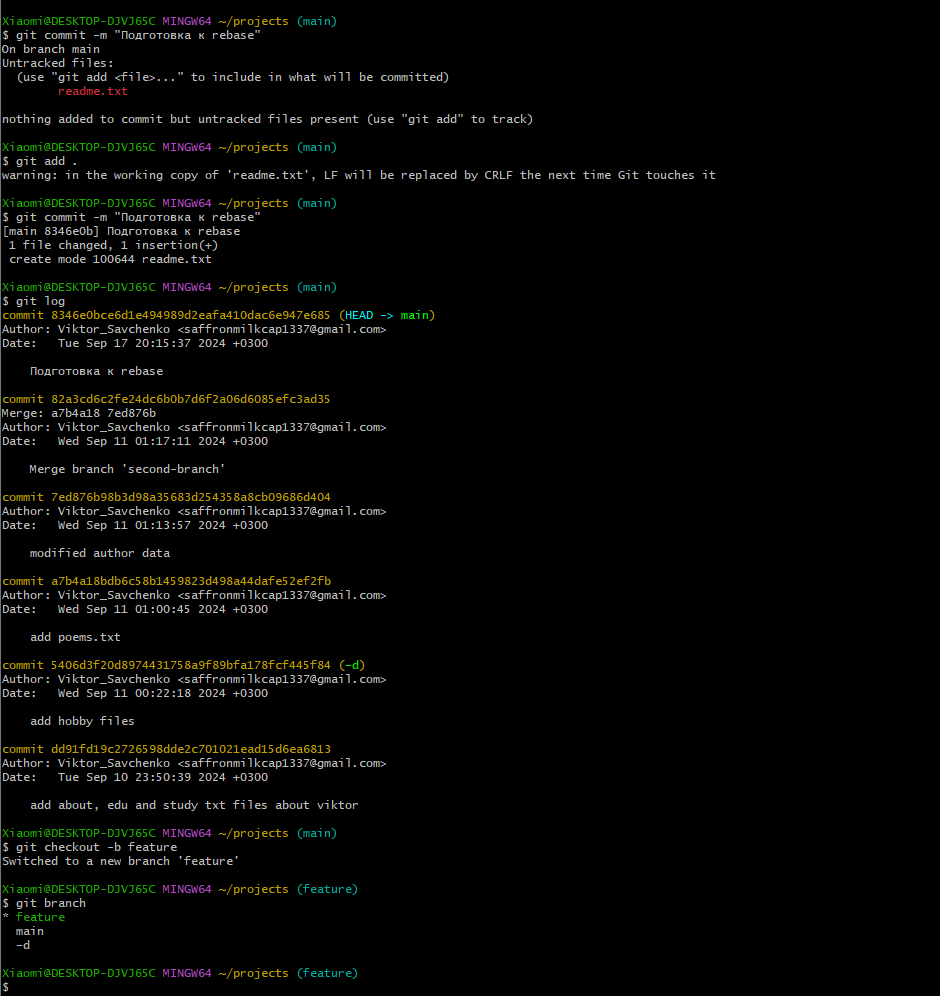 Xiaomi@DESKTOP-DJVJ65C MINGW64 ~/projects (main)
$ git commit -m "Подготовка к rebase"
On branch main
Untracked files:
  (use "git add <file>..." to include in what will be committed)
        readme.txt

nothing added to commit but untracked files present (use "git add" to track)

Xiaomi@DESKTOP-DJVJ65C MINGW64 ~/projects (main)
$ git add .
warning: in the working copy of 'readme.txt', LF will be replaced by CRLF the next time Git touches it

Xiaomi@DESKTOP-DJVJ65C MINGW64 ~/projects (main)
$ git commit -m "Подготовка к rebase"
[main 8346e0b] Подготовка к rebase
 1 file changed, 1 insertion(+)
 create mode 100644 readme.txt

Xiaomi@DESKTOP-DJVJ65C MINGW64 ~/projects (main)
$ git log
commit 8346e0bce6d1e494989d2eafa410dac6e947e685 (HEAD -> main)
Author: Viktor_Savchenko <saffronmilkcap1337@gmail.com>
Date:   Tue Sep 17 20:15:37 2024 +0300

    Подготовка к rebase

commit 82a3cd6c2fe24dc6b0b7d6f2a06d6085efc3ad35
Merge: a7b4a18 7ed876b
Author: Viktor_Savchenko <saffronmilkcap1337@gmail.com>
Date:   Wed Sep 11 01:17:11 2024 +0300

    Merge branch 'second-branch'

commit 7ed876b98b3d98a35683d254358a8cb09686d404
Author: Viktor_Savchenko <saffronmilkcap1337@gmail.com>
Date:   Wed Sep 11 01:13:57 2024 +0300

    modified author data

commit a7b4a18bdb6c58b1459823d498a44dafe52ef2fb
Author: Viktor_Savchenko <saffronmilkcap1337@gmail.com>
Date:   Wed Sep 11 01:00:45 2024 +0300

    add poems.txt

commit 5406d3f20d8974431758a9f89bfa178fcf445f84 (-d)
Author: Viktor_Savchenko <saffronmilkcap1337@gmail.com>
Date:   Wed Sep 11 00:22:18 2024 +0300

    add hobby files

commit dd91fd19c2726598dde2c701021ead15d6ea6813
Author: Viktor_Savchenko <saffronmilkcap1337@gmail.com>
Date:   Tue Sep 10 23:50:39 2024 +0300

    add about, edu and study txt files about viktor

Xiaomi@DESKTOP-DJVJ65C MINGW64 ~/projects (main)
$ git checkout -b feature
Switched to a new branch 'feature'

Xiaomi@DESKTOP-DJVJ65C MINGW64 ~/projects (feature)
$ git branch
* feature
  main
  -d

Xiaomi@DESKTOP-DJVJ65C MINGW64 ~/projects (feature)
$